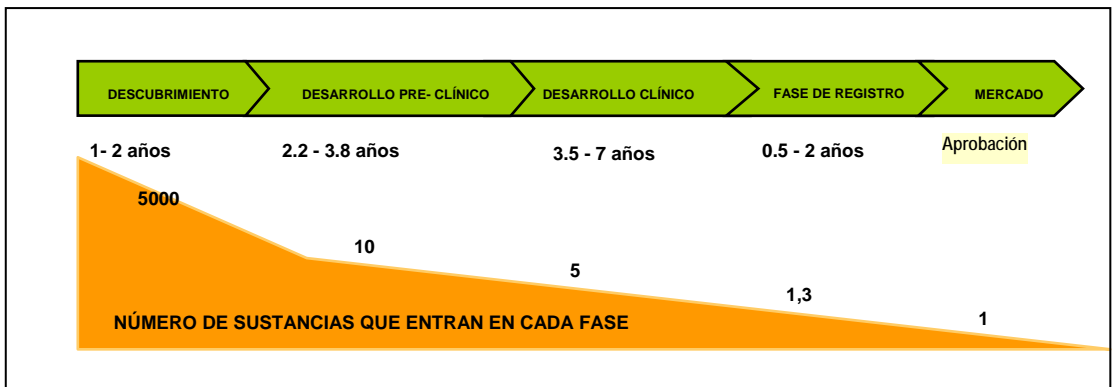 DESCUBRIMIENTO
DESARROLLO PRE- CLÍNICO
DESARROLLO CLÍNICO
FASE DE REGISTRO
MERCADO
1- 2 años
2.2 - 3.8 años
3.5 - 7 años
0.5 - 2 años
Aprobación
5000
10
5
1,3
1
NÚMERO DE SUSTANCIAS QUE ENTRAN EN CADA FASE